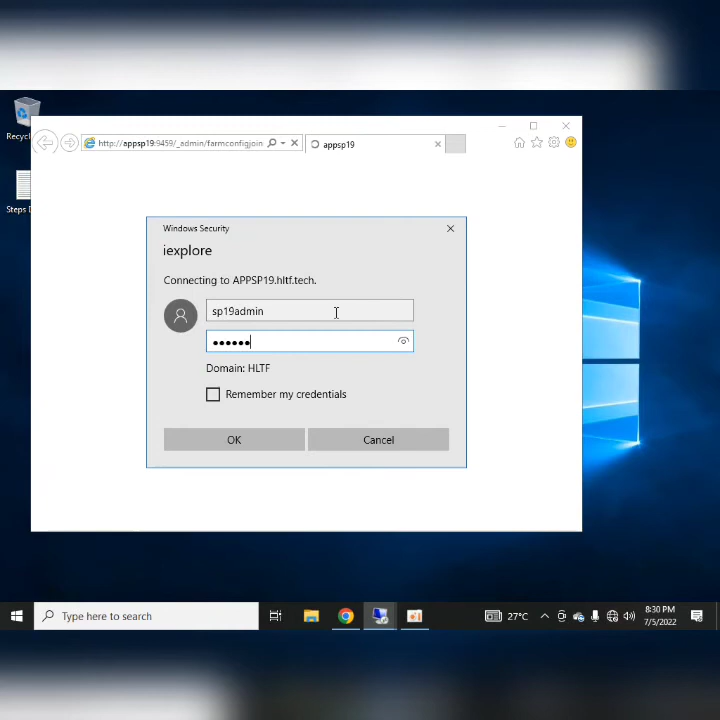 Recyc
Steps
http://appsp19:9459/_admin/farmconfigjoin
appsp19
Windows Security
iexplore
Connecting to APPSP19.hltf.tech.
sp19admin
●●●●●●
Domain: HLTF
Remember my credentials
OK
Cancel
Type here to search
27°C
8:30 PM
7/5/2022